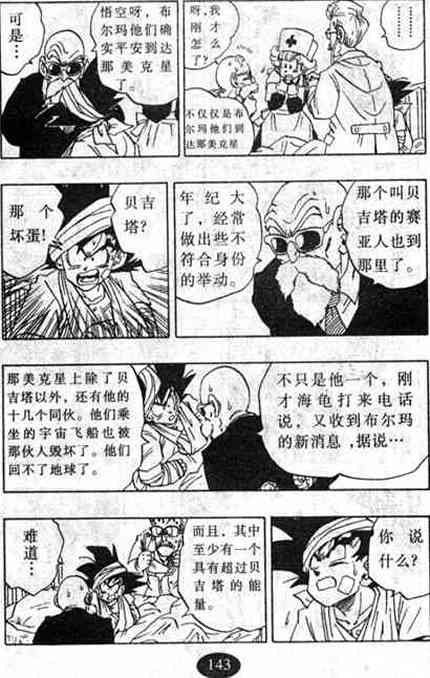 ……
……
呀,我
刚才
怎么
了?
不仅仅是布
尔玛他们到
达那美克星
悟空呀,布
尔玛他们确
实平安到达
那美克星
了。
可
是…
那个叫贝
吉塔的赛
亚人也到
那里了。
年纪大
了,经常
做出些不
符合身份
的举动。
贝吉
塔?
那个
坏蛋!
不只是他一个,刚
才海龟打来电话
说,又收到布尔玛
的新消息,据说…
那美克星上除了贝
吉塔以外,还有他的
十几个同伙。他们乘
坐的宇宙飞船也被
那伙人毁坏了。他们
回不了地球了。
你说
什么?
而且,其中
至少有一个
具有超过贝
吉塔的能
量。
难
道…
143